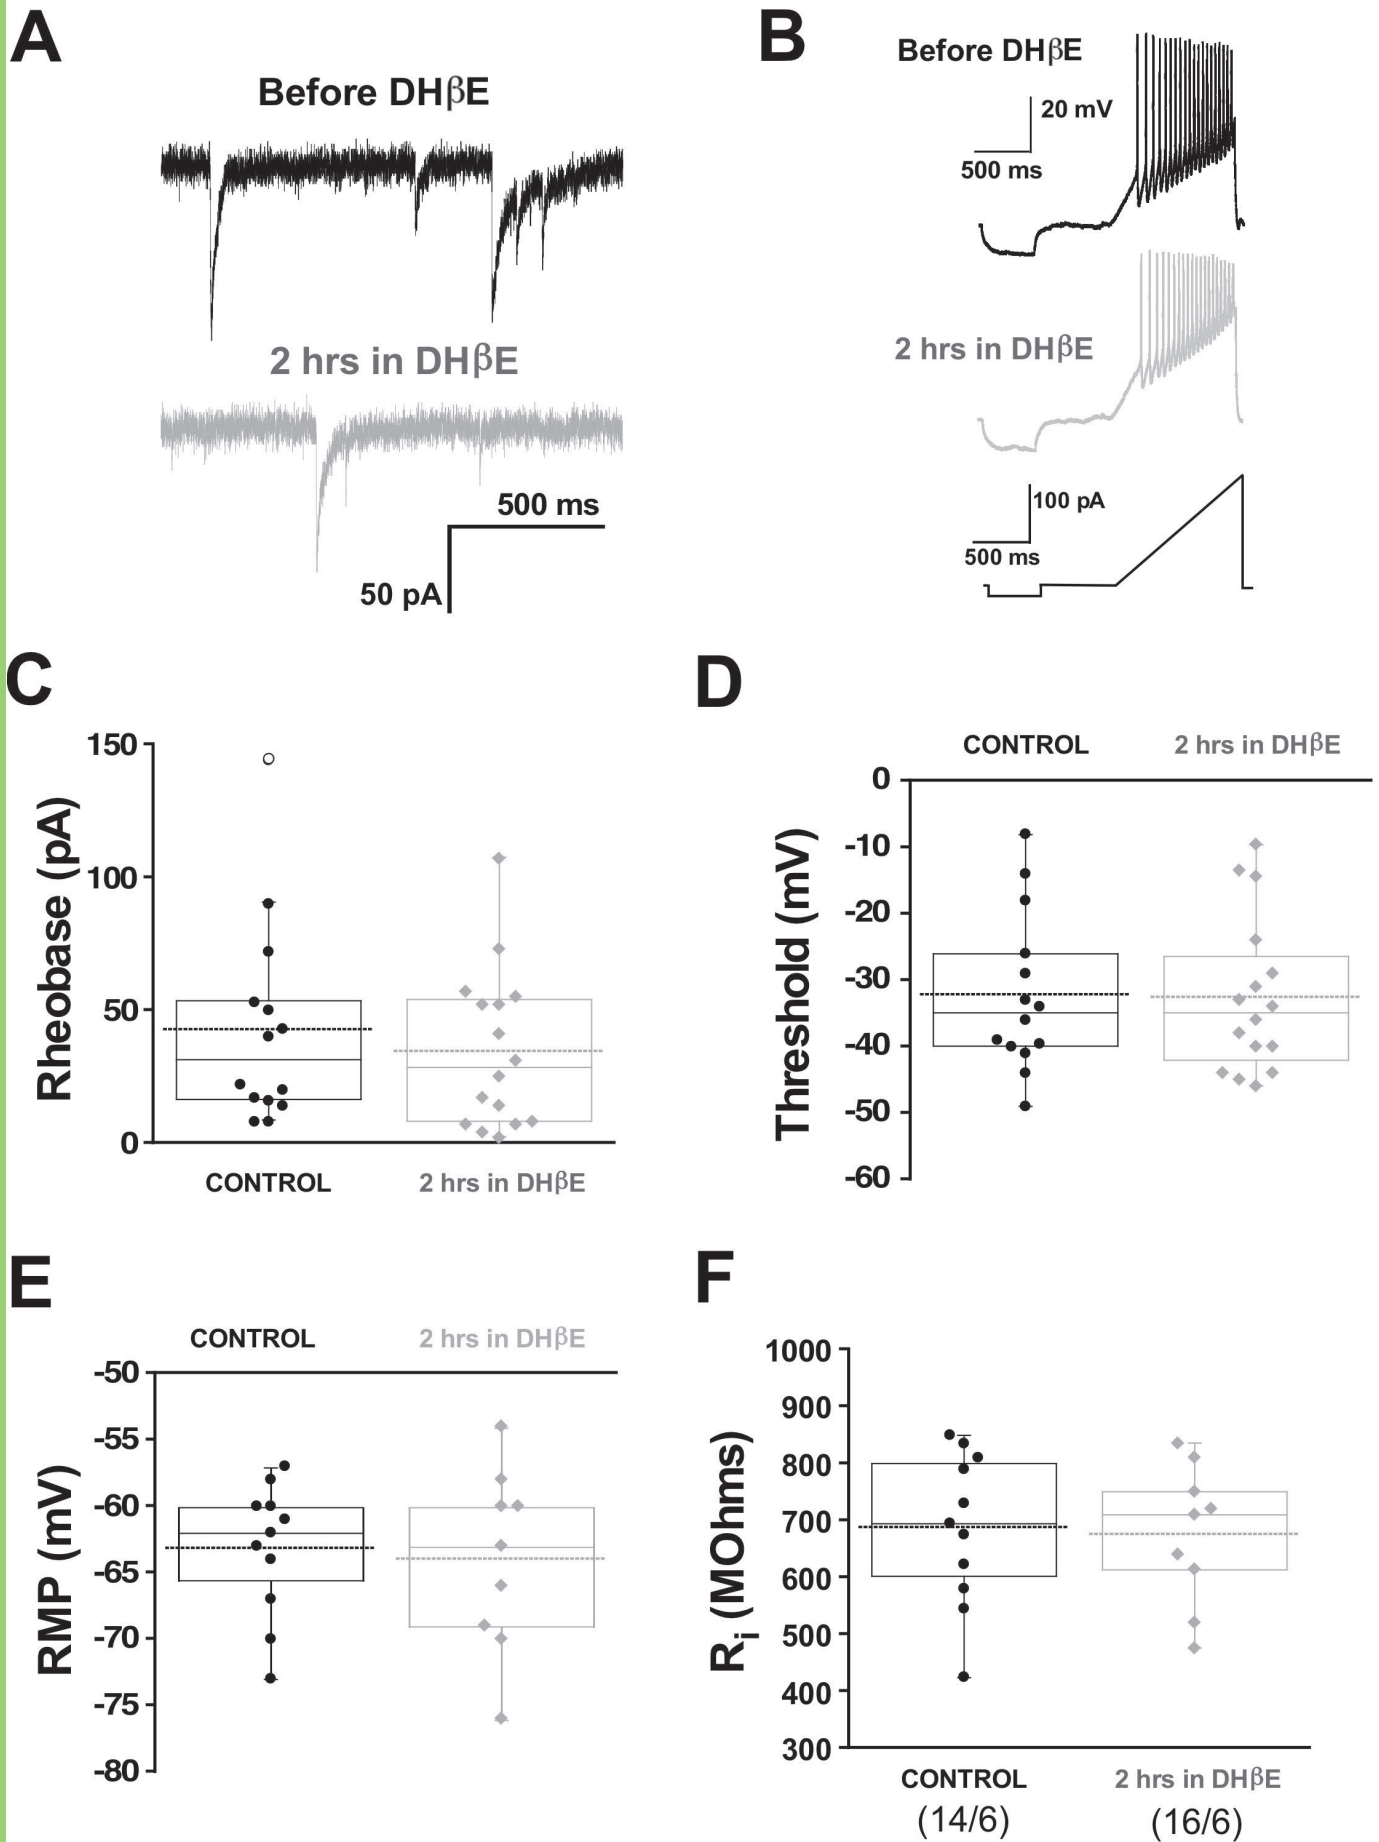 A
Before DHβE
2 hrs in DHβE
500 ms
50 pA
B
Before DHβE
20 mV
500 ms
2 hrs in DHβE
100 pA
500 ms
C
Rheobase (pA)
150
100
50
0
CONTROL 2 hrs in DHβE
D
CONTROL 2 hrs in DHβE
Threshold (mV)
0
-10
-20
-30
-40
-50
-60
E
CONTROL 2 hrs in DHβE
RMP (mV)
-50
-55
-60
-65
-70
-75
-80
F
Ri (MOhms)
1000
900
800
700
600
500
400
300
CONTROL 2 hrs in DHβE
(14/6) (16/6)